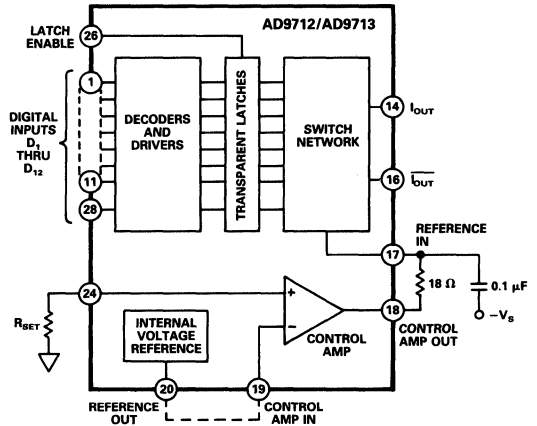 AD9712/AD9713
LATCH
ENABLE
26
1
DIGITAL
INPUTS
D1
THRU
D12
11
28
DECODERS
AND
DRIVERS
TRANSPARENT LATCHES
SWITCH
NETWORK
14
IOUT
16
IOUT
REFERENCE
IN
17
18 Ω
0.1 µF
–VS
18
CONTROL
AMP OUT
24
RSET
+
–
CONTROL
AMP
INTERNAL
VOLTAGE
REFERENCE
20
19
REFERENCE
OUT
CONTROL
AMP IN